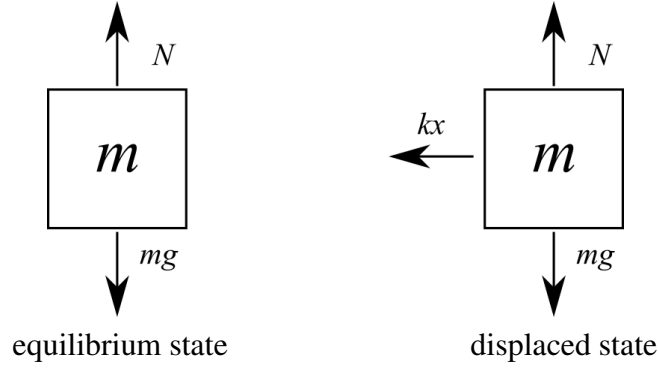 N
m
mg
equilibrium state
N
kx
m
mg
displaced state